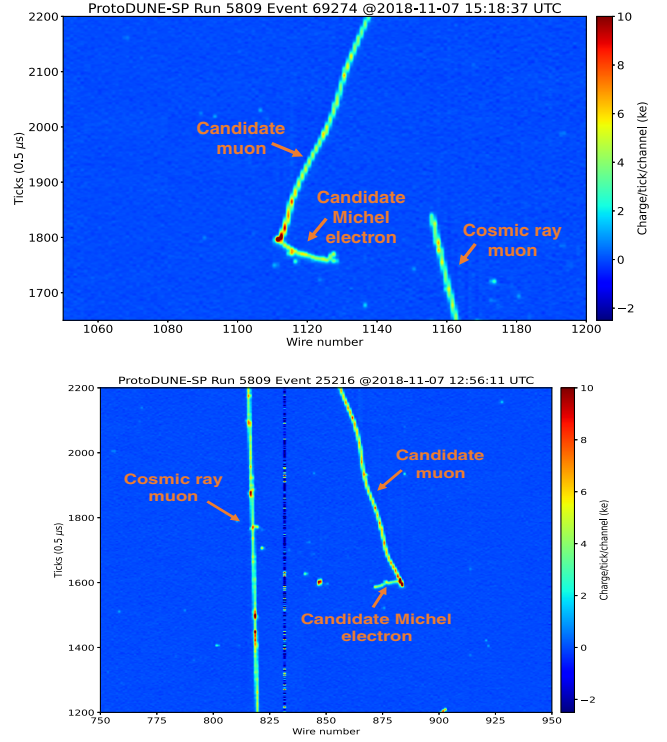 ProtoDUNE-SP Run 5809 Event 69274 @2018-11-07 15:18:37 UTC
2200
2100
2000
1900
1800
1700
Ticks (0.5 µs)
Candidate
muon
Candidate
Michel
electron
Cosmic ray
muon
1060
1080
1100
1120
1140
1160
1180
1200
Wire number
10
8
6
4
2
0
−2
Charge/tick/channel (ke)
ProtoDUNE-SP Run 5809 Event 25216 @2018-11-07 12:56:11 UTC
2200
2000
1800
1600
1400
1200
Ticks (0.5 µs)
Cosmic ray
muon
Candidate
muon
Candidate Michel
electron
750
775
800
825
850
875
900
925
950
Wire number
10
8
6
4
2
0
−2
Charge/tick/channel (ke)